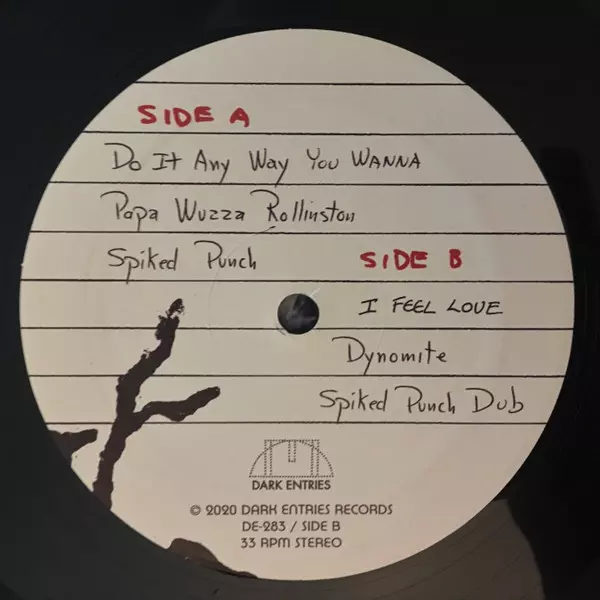 SIDE A
Do It Any Way You WANNA
Papa Wuzza Rollinston
Spiked Punch
SIDE B
I FEEL LOVE
Dynomite
Spiked Punch Dub
DARK ENTRIES
© 2020 DARK ENTRIES RECORDS
DE-283 / SIDE B
33 RPM STEREO